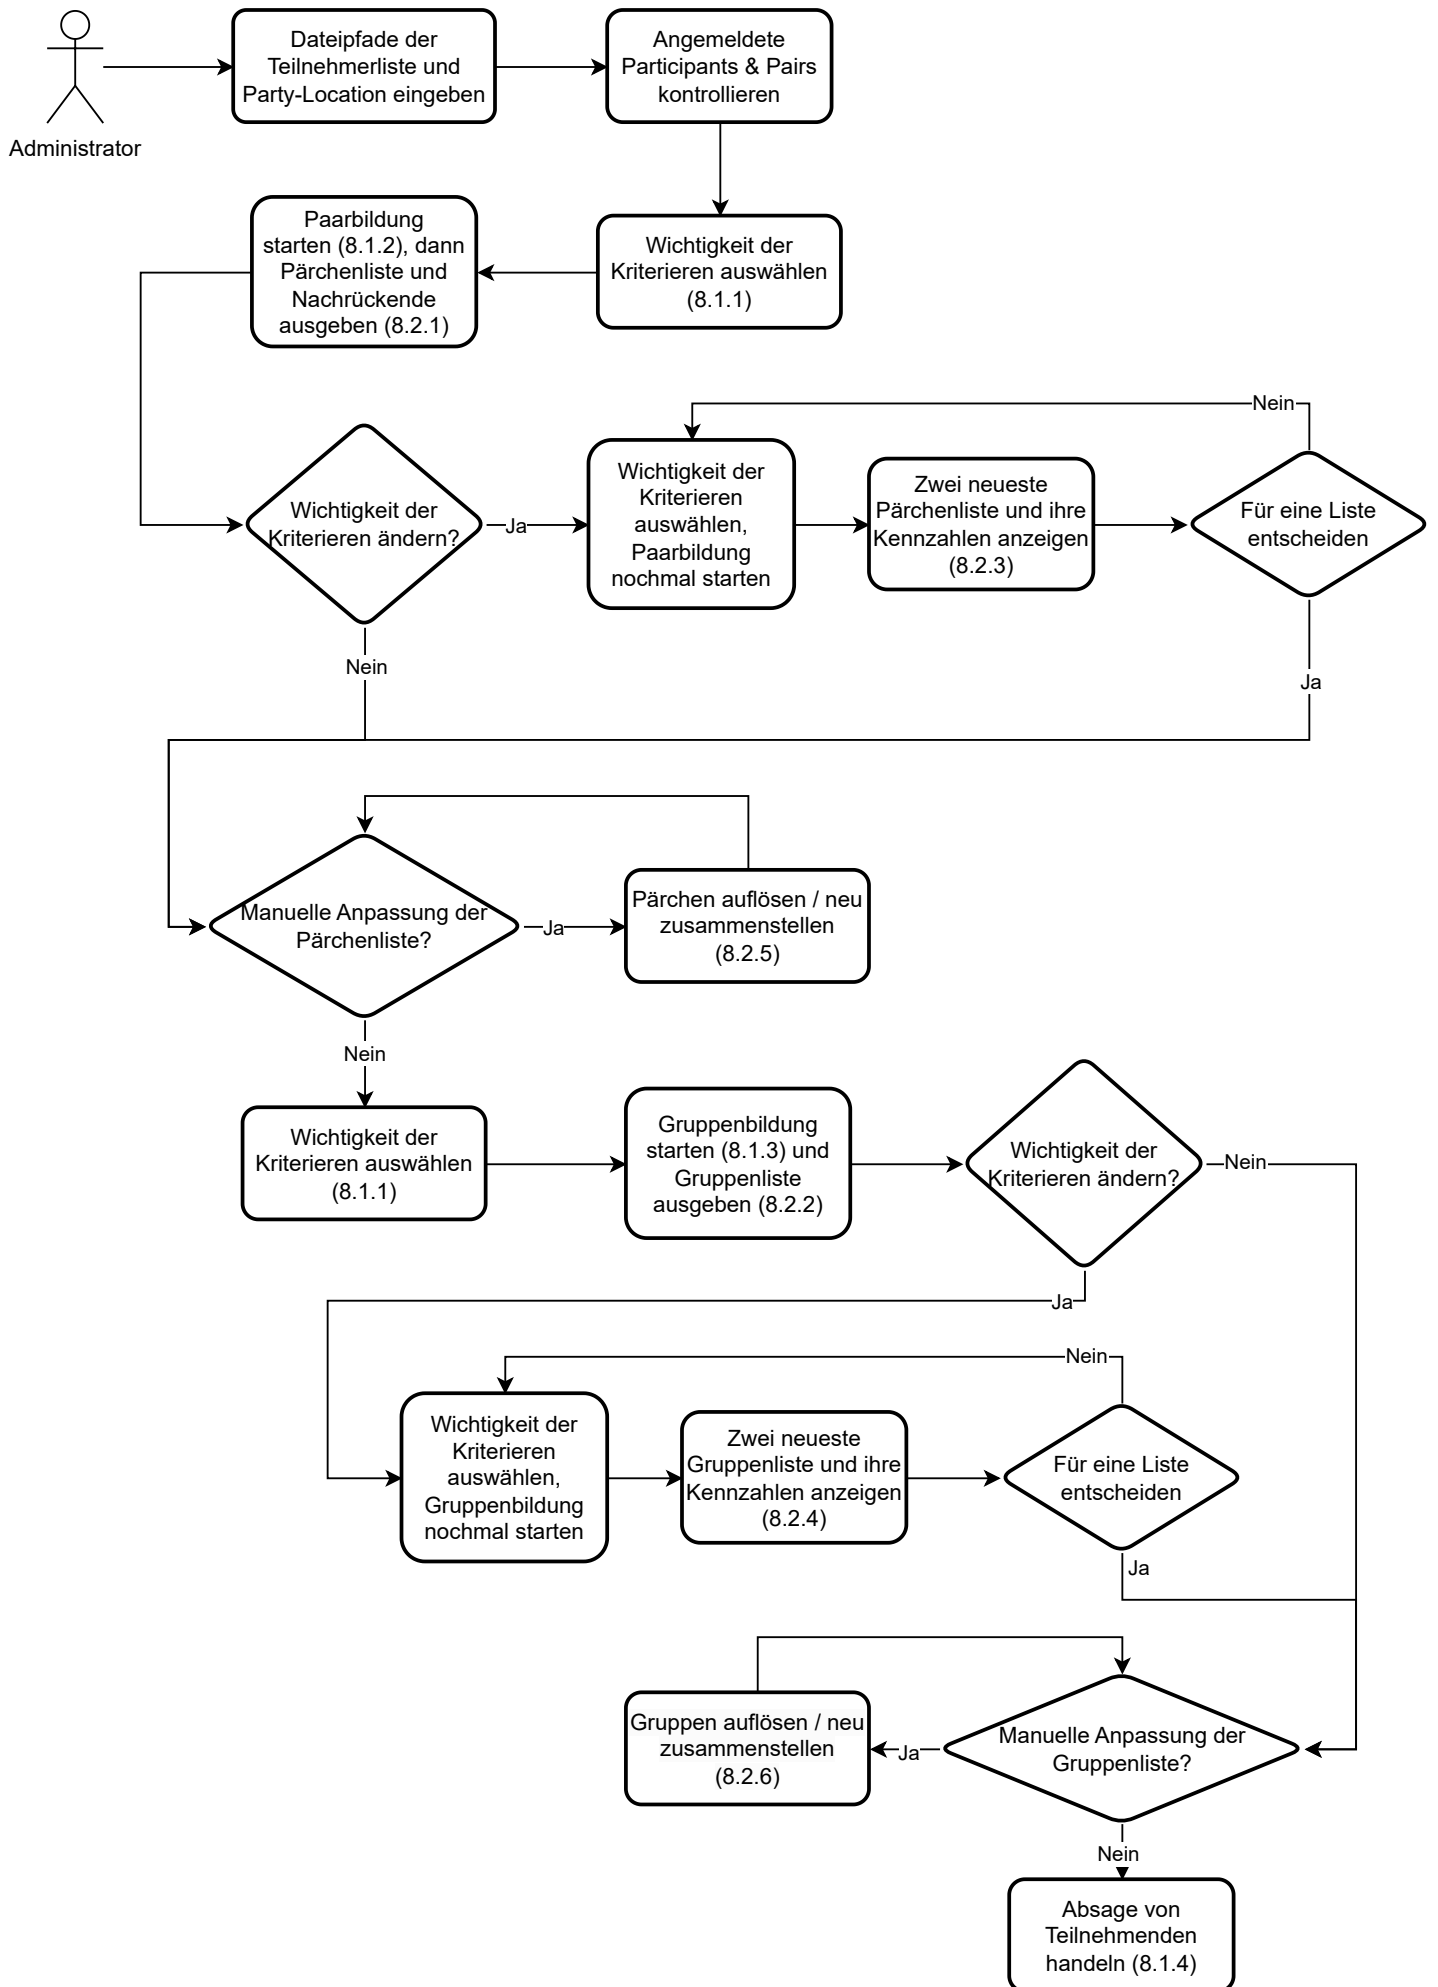 Dateipfade der
Teilnehmerliste und
Party-Location eingeben
Angemeldete
Participants & Pairs
kontrollieren
Administrator
Paarbildung
starten (8.1.2), dann
Pärchenliste und
Nachrückende
ausgeben (8.2.1)
Wichtigkeit der
Kriterieren auswählen
(8.1.1)
Nein
Wichtigkeit der
Kriterieren ändern?
Ja
Wichtigkeit der
Kriterieren
auswählen,
Paarbildung
nochmal starten
Zwei neueste
Pärchenliste und ihre
Kennzahlen anzeigen
(8.2.3)
Für eine Liste
entscheiden
Nein
Ja
Manuelle Anpassung der
Pärchenliste?
Ja
Pärchen auflösen / neu
zusammenstellen
(8.2.5)
Nein
Wichtigkeit der
Kriterieren auswählen
(8.1.1)
Gruppenbildung
starten (8.1.3) und
Gruppenliste
ausgeben (8.2.2)
Wichtigkeit der
Kriterieren ändern?
Nein
Ja
Nein
Wichtigkeit der
Kriterieren
auswählen,
Gruppenbildung
nochmal starten
Zwei neueste
Gruppenliste und ihre
Kennzahlen anzeigen
(8.2.4)
Für eine Liste
entscheiden
Ja
Gruppen auflösen / neu
zusammenstellen
(8.2.6)
Ja
Manuelle Anpassung der
Gruppenliste?
Nein
Absage von
Teilnehmenden
handeln (8.1.4)